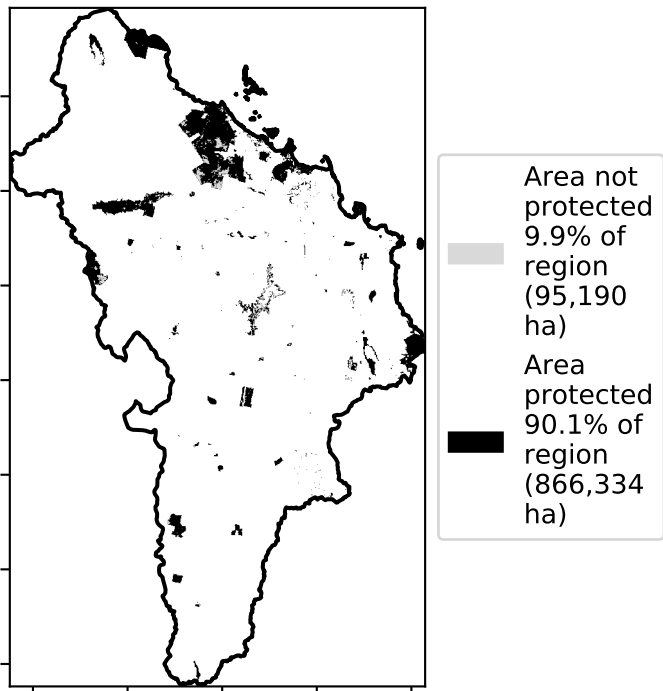 Area not
protected
9.9% of
region
(95,190
ha)
Area
protected
90.1% of
region
(866,334
ha)